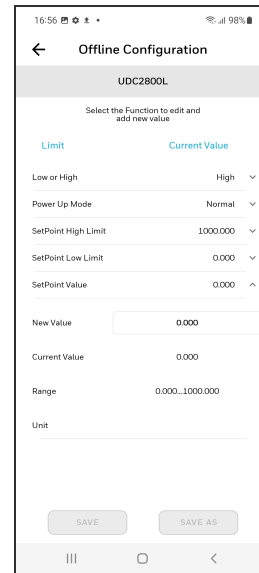 16:56 98%
Offline Configuration
UDC2800L
Select the Function to edit and
add new value
Limit Current Value
Low or High High
Power Up Mode Normal
SetPoint High Limit 1000.000
SetPoint Low Limit 0.000
SetPoint Value 0.000
New Value 0.000
Current Value 0.000
Range 0.000...1000.000
Unit
SAVE SAVE AS